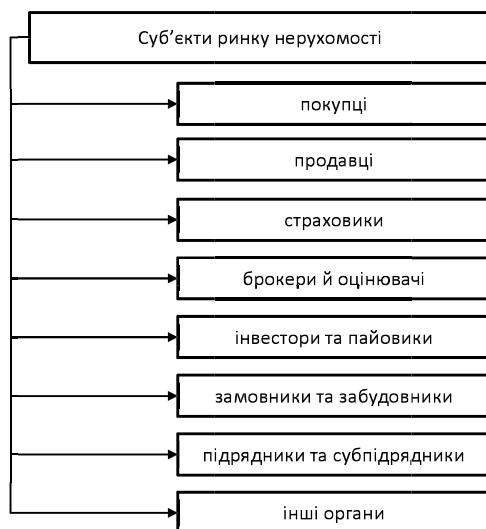 Суб’єкти ринку нерухомості
покупці
продавці
страховики
брокери й оцінювачі
інвестори та пайовики
замовники та забудовники
підрядники та субпідрядники
інші органи